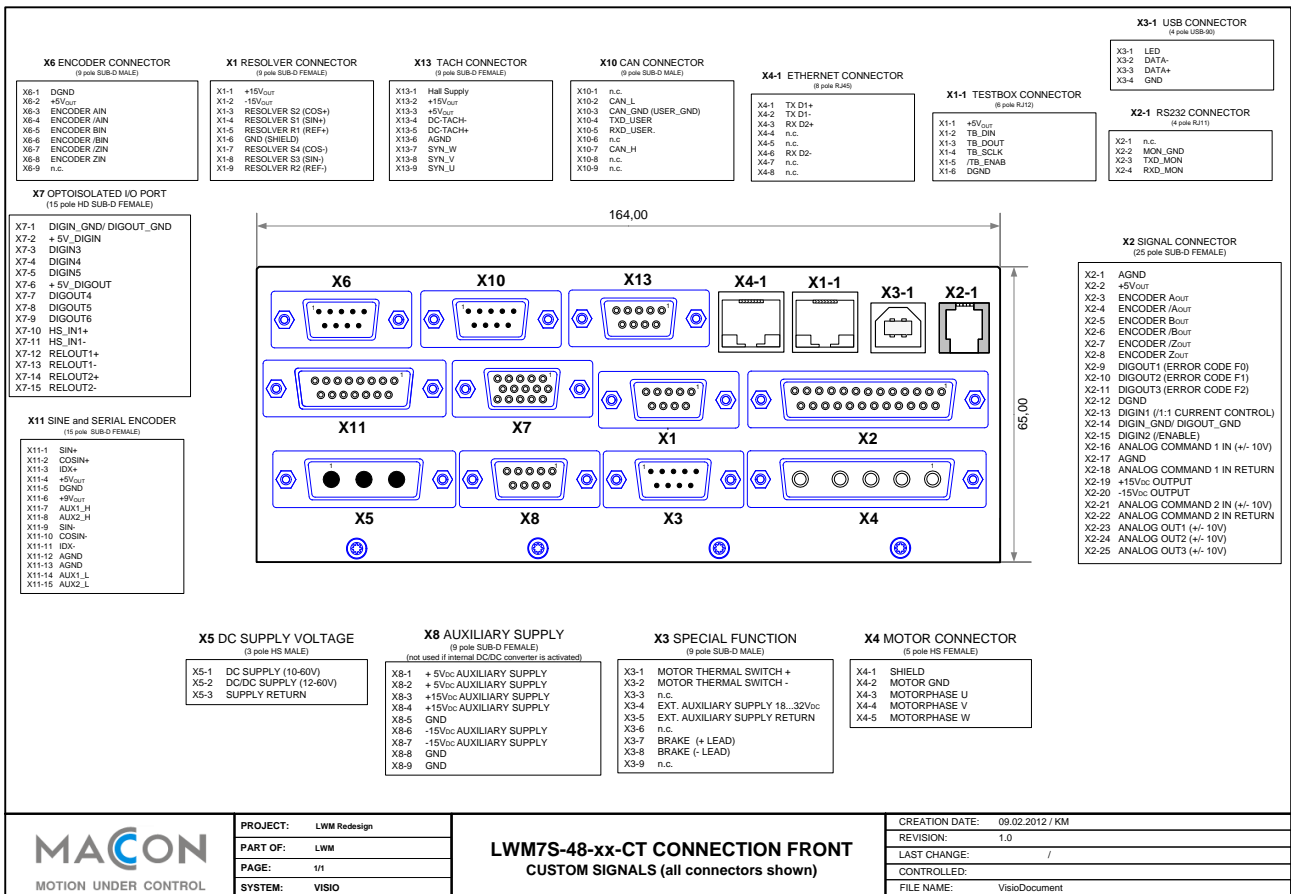 X3-1 USB CONNECTOR
(4 pole USB-90)
X3-1 LED
X3-2 DATA-
X3-3 DATA+
X3-4 GND
X6 ENCODER CONNECTOR
(9 pole SUB-D MALE)
X6-1 DGND
X6-2 +5VOUT
X6-3 ENCODER AIN
X6-4 ENCODER /AIN
X6-5 ENCODER BIN
X6-6 ENCODER /BIN
X6-7 ENCODER /ZIN
X6-8 ENCODER ZIN
X6-9 n.c.
X1 RESOLVER CONNECTOR
(9 pole SUB-D FEMALE)
X1-1 +15VOUT
X1-2 -15VOUT
X1-3 RESOLVER S2 (COS+)
X1-4 RESOLVER S1 (SIN+)
X1-5 RESOLVER R1 (REF+)
X1-6 GND (SHIELD)
X1-7 RESOLVER S4 (COS-)
X1-8 RESOLVER S3 (SIN-)
X1-9 RESOLVER R2 (REF-)
X13 TACH CONNECTOR
(9 pole SUB-D FEMALE)
X13-1 Hall Supply
X13-2 +15VOUT
X13-3 +5VOUT
X13-4 DC-TACH-
X13-5 DC-TACH+
X13-6 AGND
X13-7 SYN_W
X13-8 SYN_V
X13-9 SYN_U
X10 CAN CONNECTOR
(9 pole SUB-D MALE)
X10-1 n.c.
X10-2 CAN_L
X10-3 CAN_GND (USER_GND)
X10-4 TXD_USER
X10-5 RXD_USER.
X10-6 n.c
X10-7 CAN_H
X10-8 n.c.
X10-9 n.c.
X4-1 ETHERNET CONNECTOR
(8 pole RJ45)
X4-1 TX D1+
X4-2 TX D1-
X4-3 RX D2+
X4-4 n.c.
X4-5 n.c.
X4-6 RX D2-
X4-7 n.c.
X4-8 n.c.
X1-1 TESTBOX CONNECTOR
(6 pole RJ12)
X1-1 +5VOUT
X1-2 TB_DIN
X1-3 TB_DOUT
X1-4 TB_SCLK
X1-5 /TB_ENAB
X1-6 DGND
X2-1 RS232 CONNECTOR
(4 pole RJ11)
X2-1 n.c.
X2-2 MON_GND
X2-3 TXD_MON
X2-4 RXD_MON
X7 OPTOISOLATED I/O PORT
(15 pole HD SUB-D FEMALE)
X7-1 DIGIN_GND/ DIGOUT_GND
X7-2 + 5V_DIGIN
X7-3 DIGIN3
X7-4 DIGIN4
X7-5 DIGIN5
X7-6 + 5V_DIGOUT
X7-7 DIGOUT4
X7-8 DIGOUT5
X7-9 DIGOUT6
X7-10 HS_IN1+
X7-11 HS_IN1-
X7-12 RELOUT1+
X7-13 RELOUT1-
X7-14 RELOUT2+
X7-15 RELOUT2-
X11 SINE and SERIAL ENCODER
(15 pole SUB-D FEMALE)
X11-1 SIN+
X11-2 COSIN+
X11-3 IDX+
X11-4 +5VOUT
X11-5 DGND
X11-6 +9VOUT
X11-7 AUX1_H
X11-8 AUX2_H
X11-9 SIN-
X11-10 COSIN-
X11-11 IDX-
X11-12 AGND
X11-13 AGND
X11-14 AUX1_L
X11-15 AUX2_L
164,00
65,00
X6 X10 X13 X4-1 X1-1 X3-1 X2-1
1 1 1
1 1 1 1
X11 X7 X1 X2
1 1 1 1
X5 X8 X3 X4
X2 SIGNAL CONNECTOR
(25 pole SUB-D FEMALE)
X2-1 AGND
X2-2 +5VOUT
X2-3 ENCODER AOUT
X2-4 ENCODER /AOUT
X2-5 ENCODER BOUT
X2-6 ENCODER /BOUT
X2-7 ENCODER /ZOUT
X2-8 ENCODER ZOUT
X2-9 DIGOUT1 (ERROR CODE F0)
X2-10 DIGOUT2 (ERROR CODE F1)
X2-11 DIGOUT3 (ERROR CODE F2)
X2-12 DGND
X2-13 DIGIN1 (/1:1 CURRENT CONTROL)
X2-14 DIGIN_GND/ DIGOUT_GND
X2-15 DIGIN2 (/ENABLE)
X2-16 ANALOG COMMAND 1 IN (+/- 10V)
X2-17 AGND
X2-18 ANALOG COMMAND 1 IN RETURN
X2-19 +15VDC OUTPUT
X2-20 -15VDC OUTPUT
X2-21 ANALOG COMMAND 2 IN (+/- 10V)
X2-22 ANALOG COMMAND 2 IN RETURN
X2-23 ANALOG OUT1 (+/- 10V)
X2-24 ANALOG OUT2 (+/- 10V)
X2-25 ANALOG OUT3 (+/- 10V)
X5 DC SUPPLY VOLTAGE
(3 pole HS MALE)
X5-1 DC SUPPLY (10-60V)
X5-2 DC/DC SUPPLY (12-60V)
X5-3 SUPPLY RETURN
X8 AUXILIARY SUPPLY
(9 pole SUB-D FEMALE)
(not used if internal DC/DC converter is activated)
X8-1 + 5VDC AUXILIARY SUPPLY
X8-2 + 5VDC AUXILIARY SUPPLY
X8-3 +15VDC AUXILIARY SUPPLY
X8-4 +15VDC AUXILIARY SUPPLY
X8-5 GND
X8-6 -15VDC AUXILIARY SUPPLY
X8-7 -15VDC AUXILIARY SUPPLY
X8-8 GND
X8-9 GND
X3 SPECIAL FUNCTION
(9 pole SUB-D MALE)
X3-1 MOTOR THERMAL SWITCH +
X3-2 MOTOR THERMAL SWITCH -
X3-3 n.c.
X3-4 EXT. AUXILIARY SUPPLY 18...32VDC
X3-5 EXT. AUXILIARY SUPPLY RETURN
X3-6 n.c.
X3-7 BRAKE (+ LEAD)
X3-8 BRAKE (- LEAD)
X3-9 n.c.
X4 MOTOR CONNECTOR
(5 pole HS FEMALE)
X4-1 SHIELD
X4-2 MOTOR GND
X4-3 MOTORPHASE U
X4-4 MOTORPHASE V
X4-5 MOTORPHASE W
MACCON
MOTION UNDER CONTROL
PROJECT: LWM Redesign
PART OF: LWM
PAGE: 1/1
SYSTEM: VISIO
LWM7S-48-xx-CT CONNECTION FRONT
CUSTOM SIGNALS (all connectors shown)
CREATION DATE: 09.02.2012 / KM
REVISION: 1.0
LAST CHANGE: /
CONTROLLED:
FILE NAME: VisioDocument